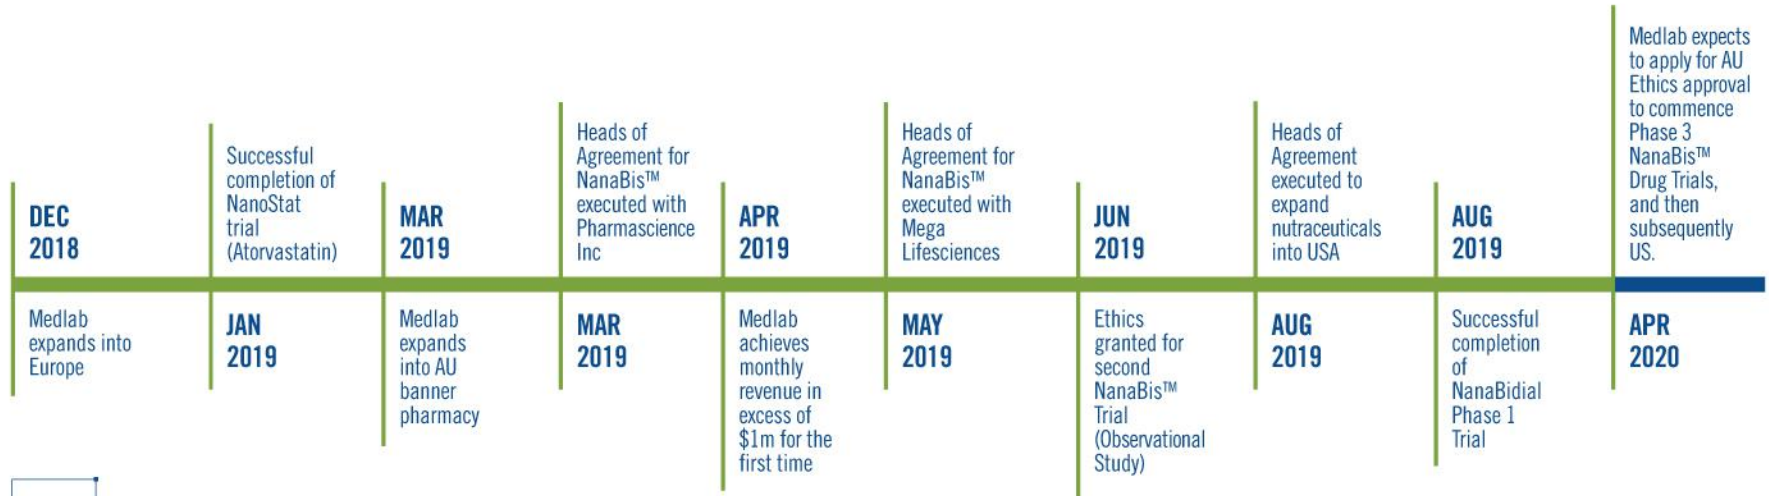 DEC
2018
Medlab
expands into
Europe
Successful
completion of
NanoStat
trial
(Atorvastatin)
JAN
2019
MAR
2019
Medlab
expands
into AU
banner
pharmacy
Heads of
Agreement for
NanaBis™
executed with
Pharmascience
Inc
MAR
2019
APR
2019
Medlab
achieves
monthly
revenue in
excess of
$1m for the
first time
Heads of
Agreement for
NanaBis™
executed with
Mega
Lifesciences
MAY
2019
JUN
2019
Ethics
granted for
second
NanaBis™
Trial
(Observational
Study)
Heads of
Agreement
executed to
expand
nutraceuticals
into USA
AUG
2019
AUG
2019
Successful
completion
of
NanaBidial
Phase 1
Trial
Medlab expects
to apply for AU
Ethics approval
to commence
Phase 3
NanaBis™
Drug Trials,
and then
subsequently
US.
APR
2020